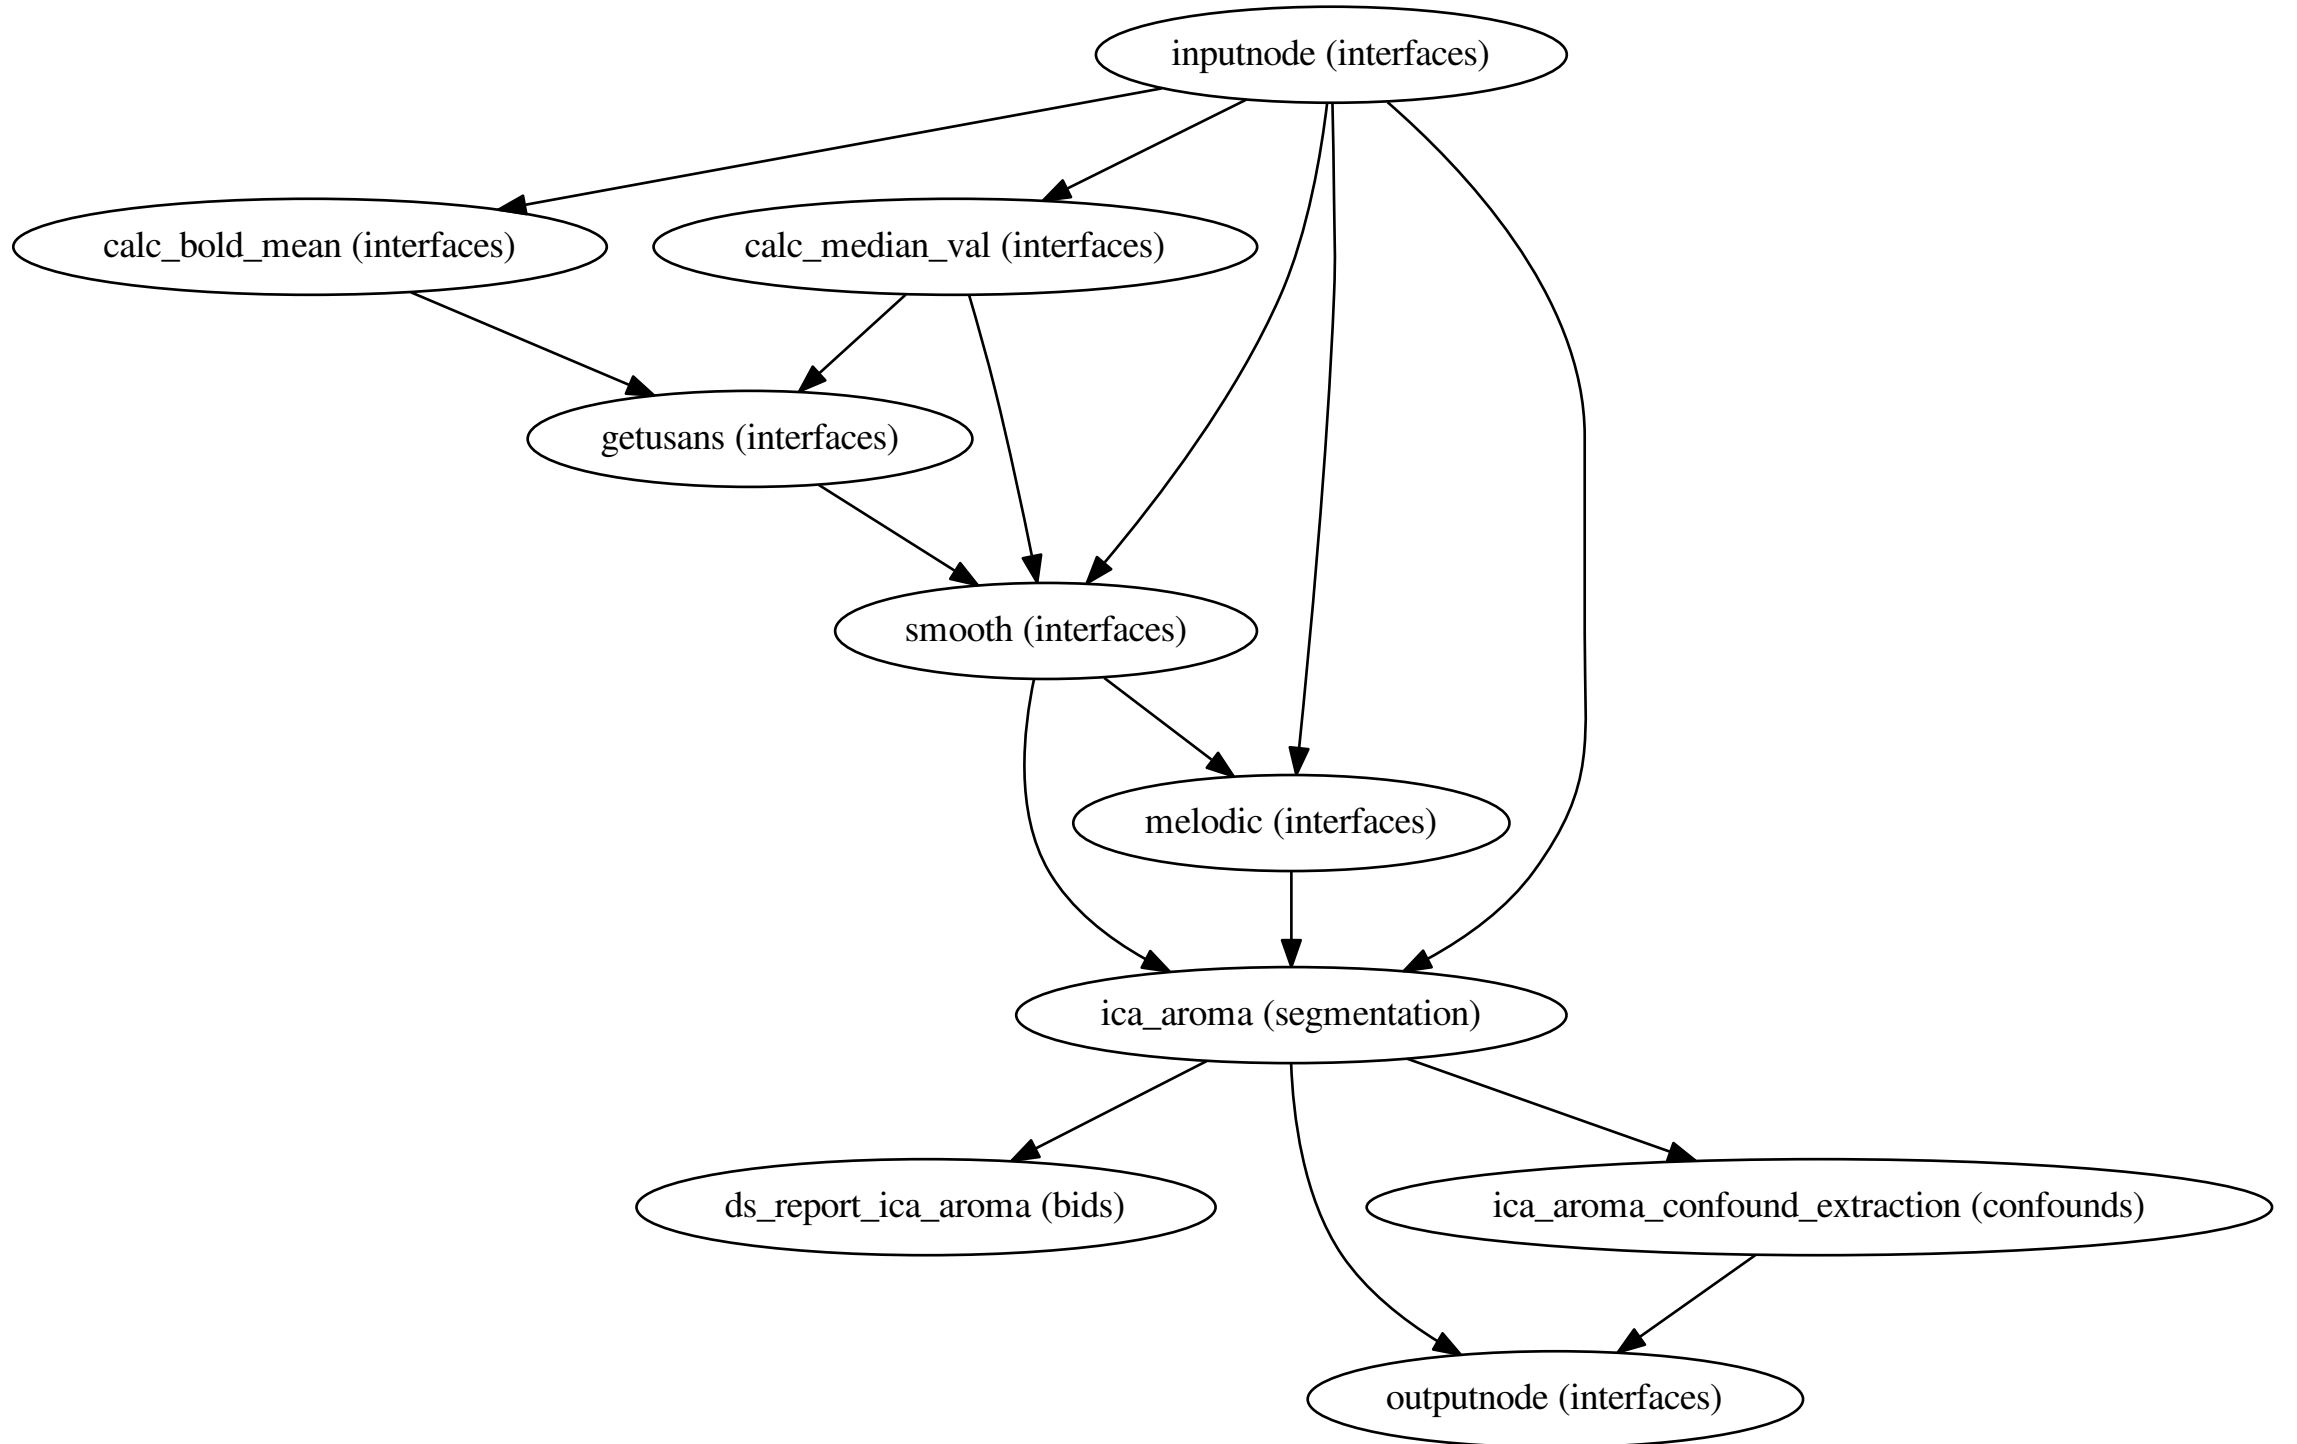 inputnode (interfaces)
calc_bold_mean (interfaces)
calc_median_val (interfaces)
getusans (interfaces)
smooth (interfaces)
melodic (interfaces)
ica_aroma (segmentation)
ds_report_ica_aroma (bids)
ica_aroma_confound_extraction (confounds)
outputnode (interfaces)